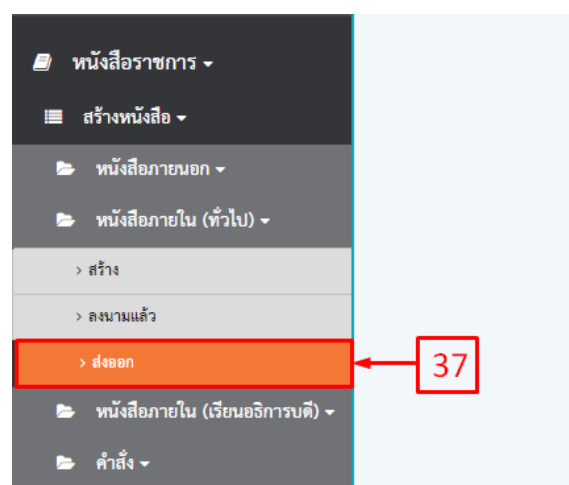 หนังสือราชการ
สร้างหนังสือ
หนังสือภายนอก
หนังสือภายใน (ทั่วไป)
> สร้าง
> ลงนามแล้ว
> ส่งออก
37
หนังสือภายใน (เรียนอธิการบดี)
คำสั่ง